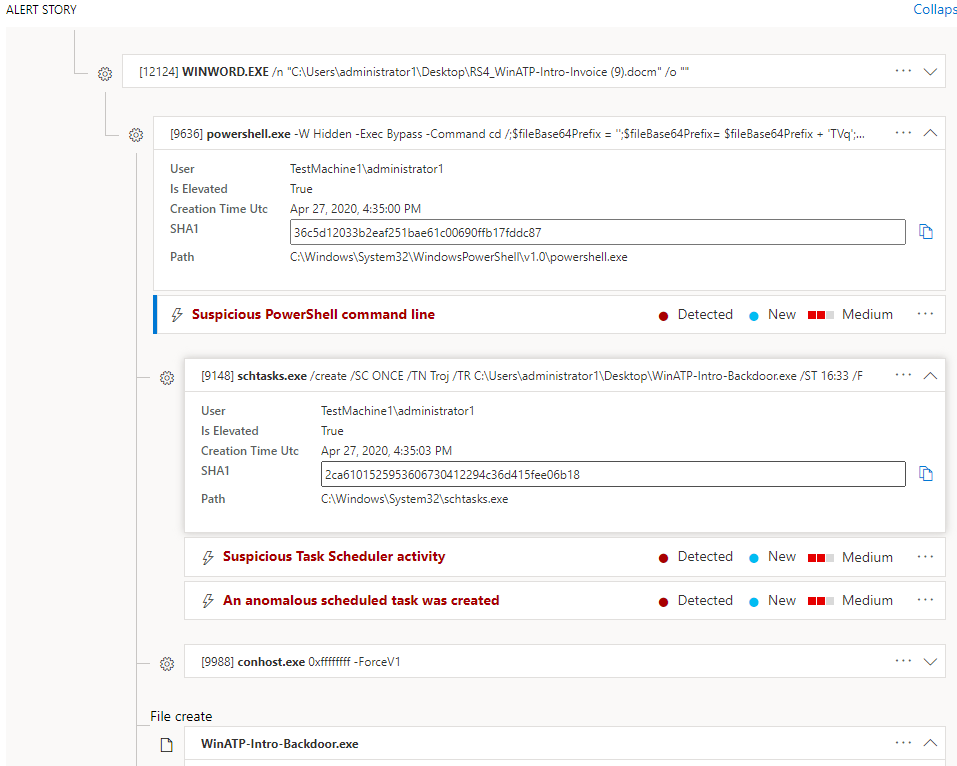 ALERT STORY
Collaps
[12124] WINWORD.EXE /n "C:\Users\administrator1\Desktop\RS4_WinATP-Intro-Invoice (9).docm" /o ""
[9636] powershell.exe -W Hidden -Exec Bypass -Command cd /;$fileBase64Prefix = '';$fileBase64Prefix= $fileBase64Prefix + 'TVq';...
User TestMachine1\administrator1
Is Elevated True
Creation Time Utc Apr 27, 2020, 4:35:00 PM
SHA1 36c5d12033b2eaf251bae61c00690ffb17fddc87
Path C:\Windows\System32\WindowsPowerShell\v1.0\powershell.exe
Suspicious PowerShell command line Detected New Medium
[9148] schtasks.exe /create /SC ONCE /TN Troj /TR C:\Users\administrator1\Desktop\WinATP-Intro-Backdoor.exe /ST 16:33 /F
User TestMachine1\administrator1
Is Elevated True
Creation Time Utc Apr 27, 2020, 4:35:03 PM
SHA1 2ca6101525953606730412294c36d415fee06b18
Path C:\Windows\System32\schtasks.exe
Suspicious Task Scheduler activity Detected New Medium
An anomalous scheduled task was created Detected New Medium
[9988] conhost.exe 0xffffffff -ForceV1
File create
WinATP-Intro-Backdoor.exe